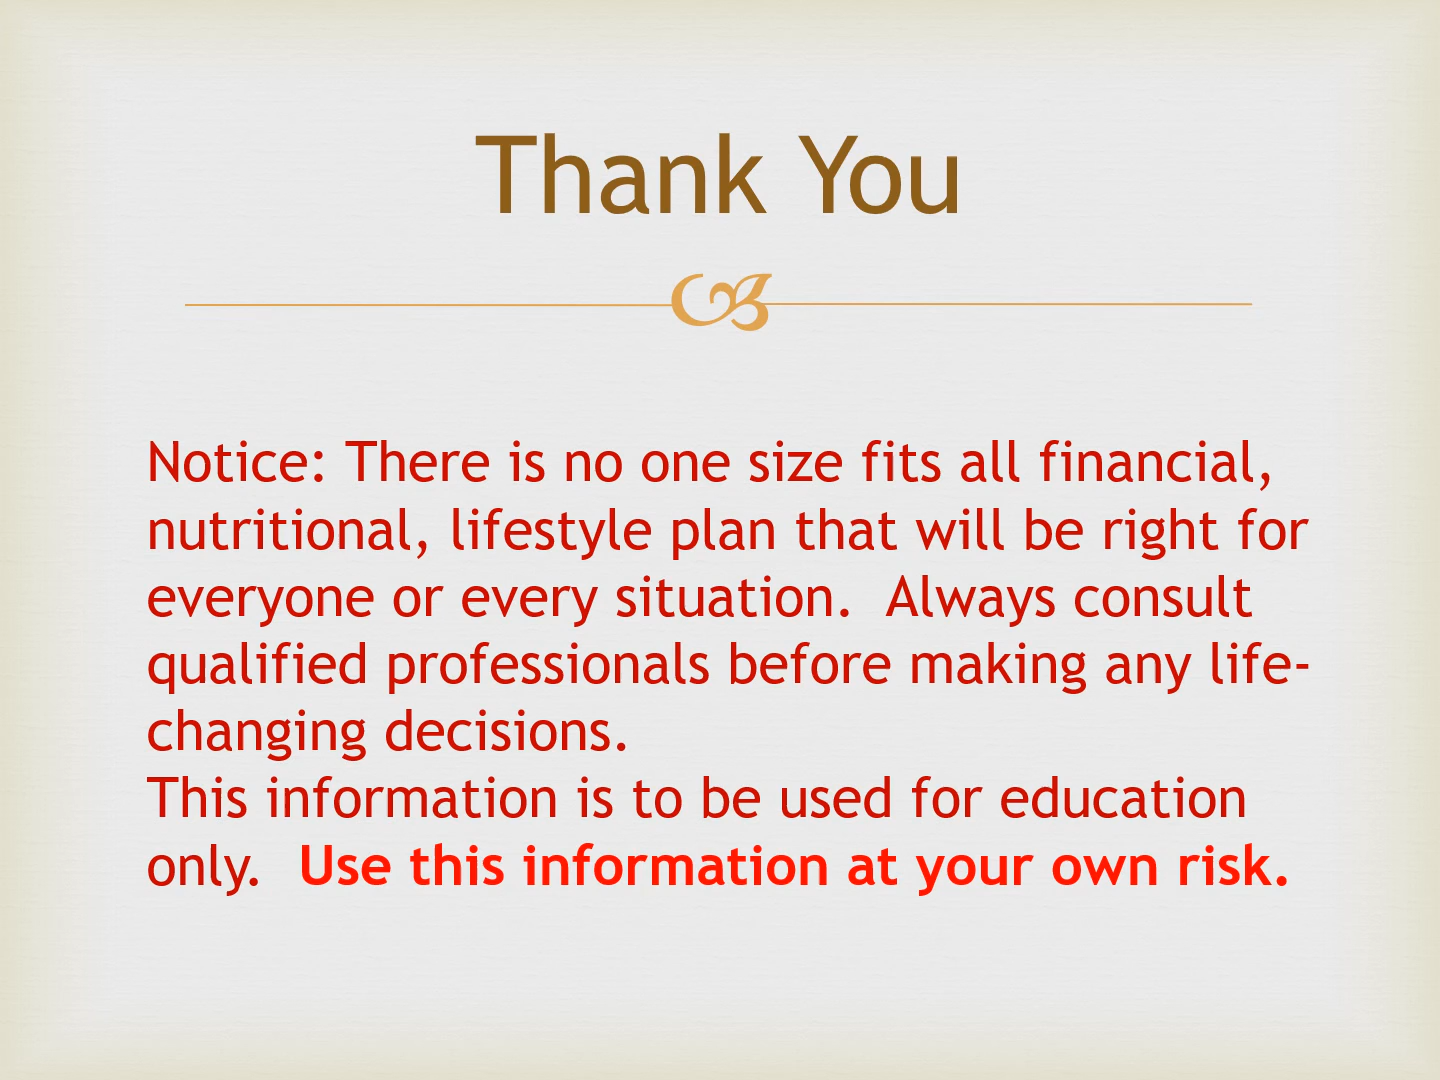 Thank You
Notice: There is no one size fits all financial,
nutritional, lifestyle plan that will be right for
everyone or every situation.  Always consult
qualified professionals before making any life-
changing decisions.
This information is to be used for education
only.  Use this information at your own risk.